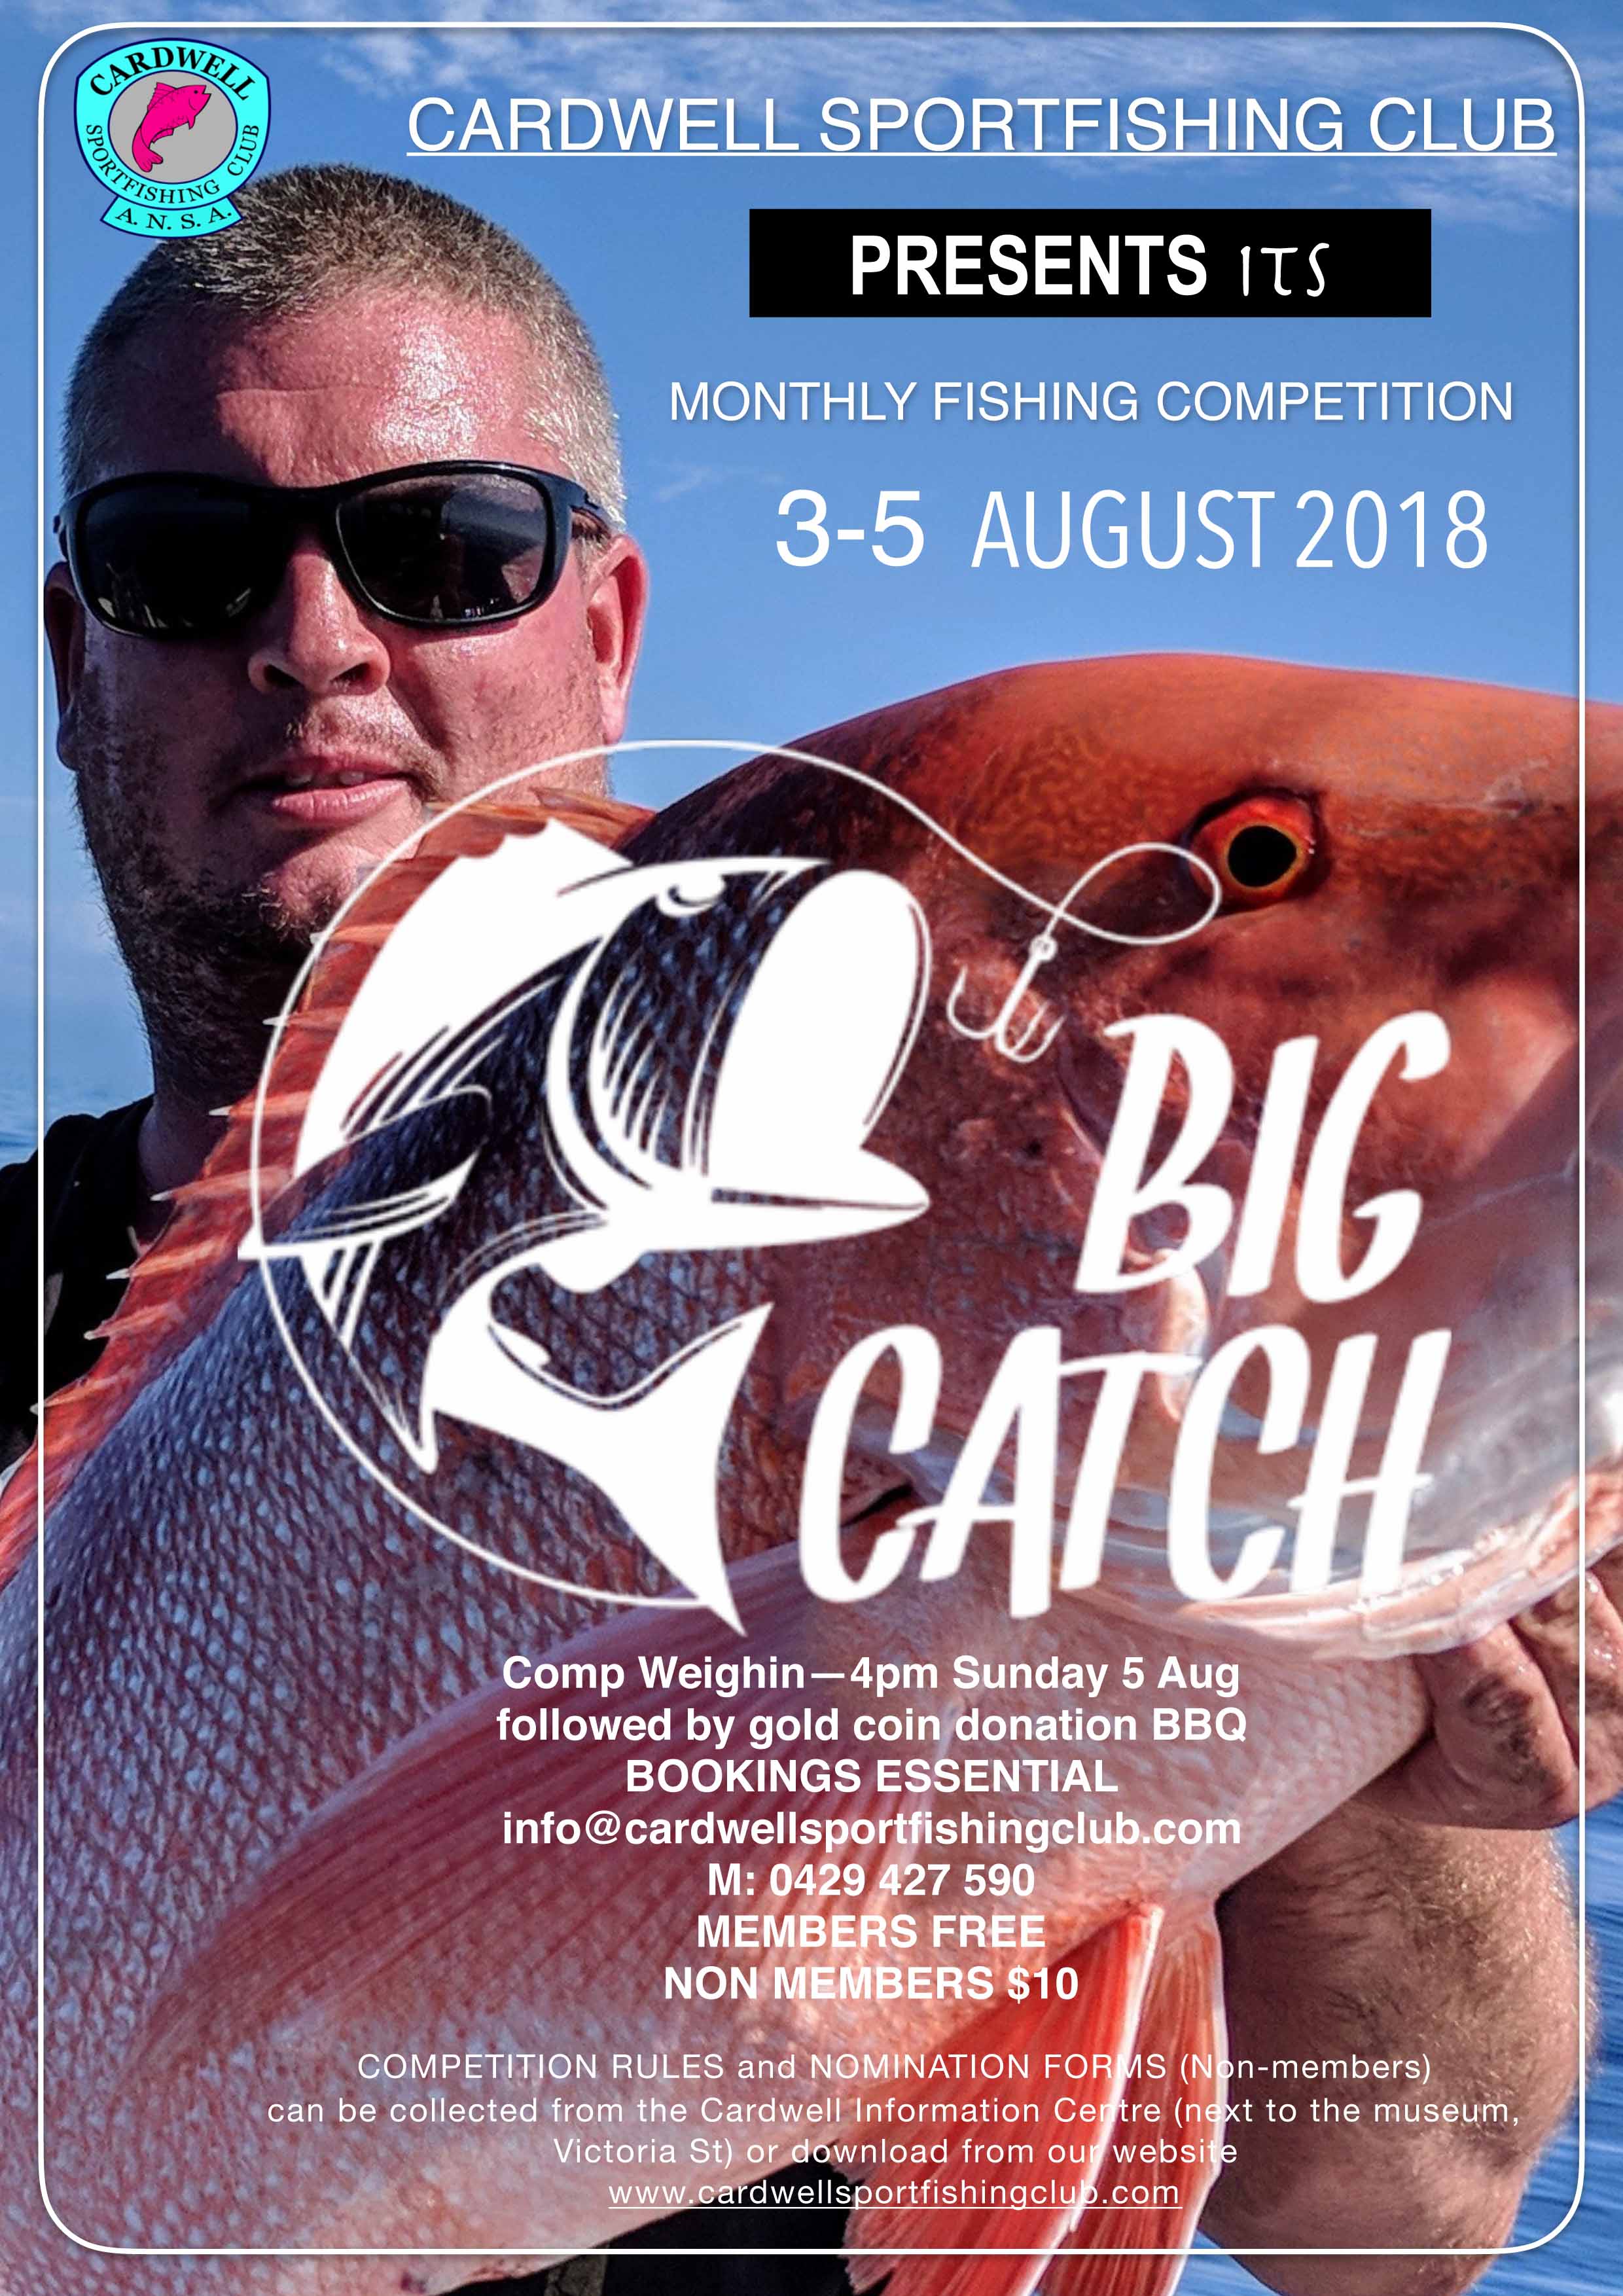 CARDWELL
SPORTFISHING CLUB
A. N. S. A.
CARDWELL SPORTFISHING CLUB
PRESENTS ITS
MONTHLY FISHING COMPETITION
3-5 AUGUST 2018
BIG
CATCH
Comp Weighin—4pm Sunday 5 Aug
followed by gold coin donation BBQ
BOOKINGS ESSENTIAL
info@cardwellsportfishingclub.com
M: 0429 427 590
MEMBERS FREE
NON MEMBERS $10
COMPETITION RULES and NOMINATION FORMS (Non-members)
can be collected from the Cardwell Information Centre (next to the museum,
Victoria St) or download from our website
www.cardwellsportfishingclub.com